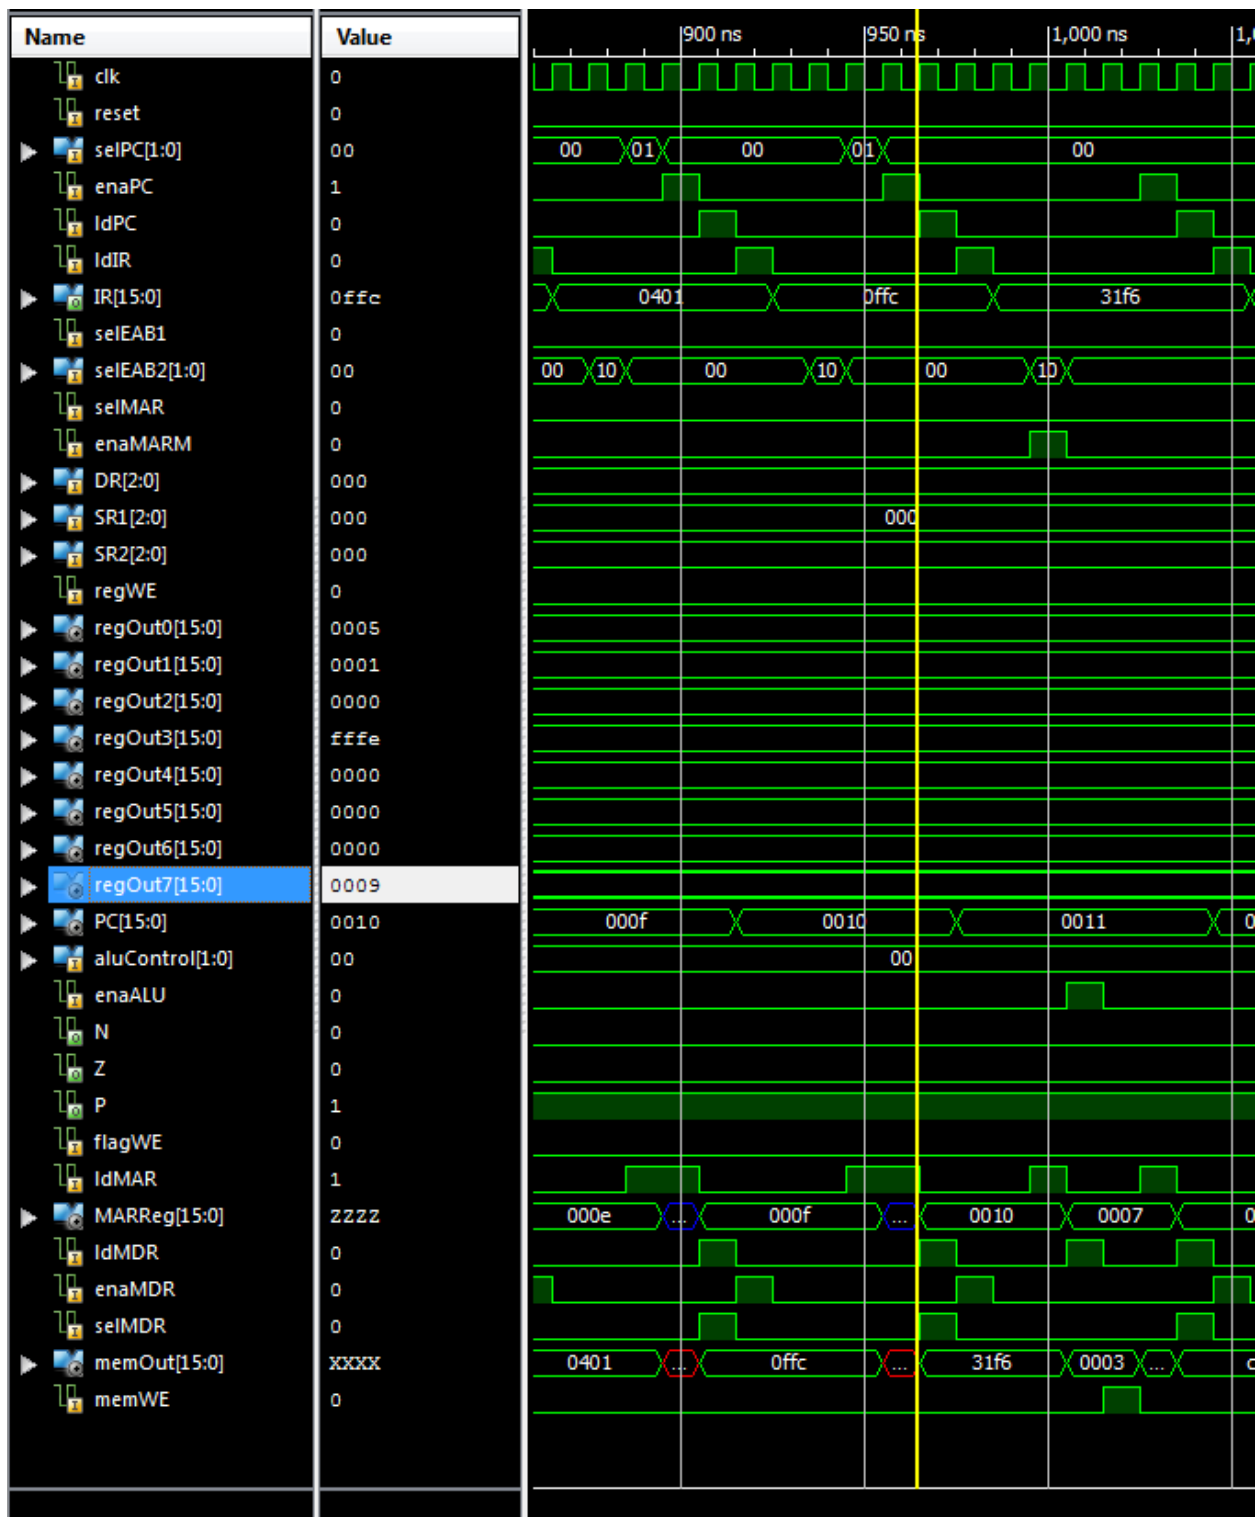 Name Value 900 ns 950 ns 1,000 ns
clk 0
reset 0
selPC[1:0] 00 00 01 00 01 00
enaPC 1
ldPC 0
ldIR 0
IR[15:0] 0ffc 0401 0ffc 31f6
selEAB1 0
selEAB2[1:0] 00 00 10 00 10 00 10
selMAR 0
enaMARM 0
DR[2:0] 000
SR1[2:0] 000 000
SR2[2:0] 000
regWE 0
regOut0[15:0] 0005
regOut1[15:0] 0001
regOut2[15:0] 0000
regOut3[15:0] fffe
regOut4[15:0] 0000
regOut5[15:0] 0000
regOut6[15:0] 0000
regOut7[15:0] 0009
PC[15:0] 0010 000f 0010 0011 0
aluControl[1:0] 00 00
enaALU 0
N 0
Z 0
P 1
flagWE 0
ldMAR 1
MARReg[15:0] zzzz 000e ... 000f ... 0010 0007 0
ldMDR 0
enaMDR 0
selMDR 0
memOut[15:0] xxxx 0401 ... 0ffc ... 31f6 0003 ... c
memWE 0